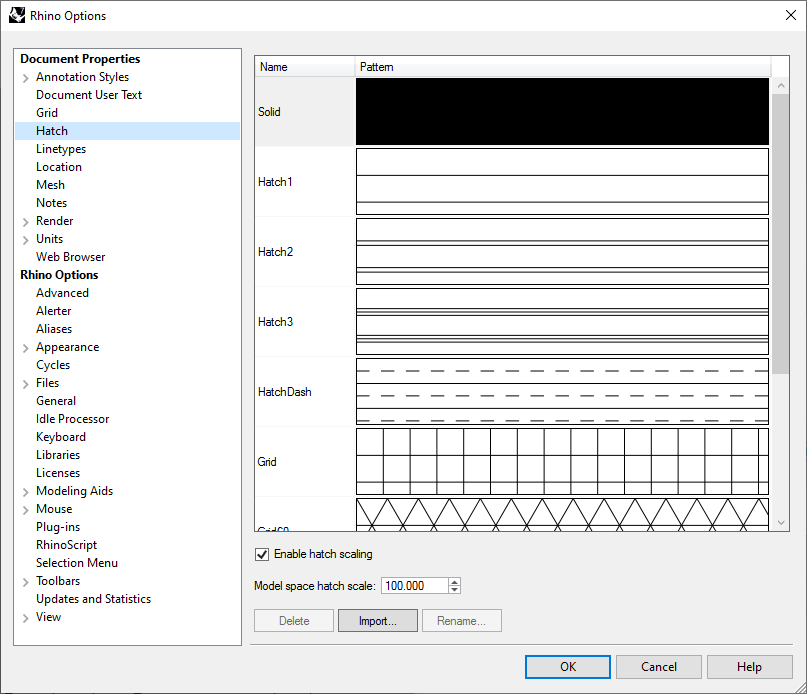 Rhino Options
Document Properties
Annotation Styles
Document User Text
Grid
Hatch
Linetypes
Location
Mesh
Notes
Render
Units
Web Browser
Rhino Options
Advanced
Alerter
Aliases
Appearance
Cycles
Files
General
Idle Processor
Keyboard
Libraries
Licenses
Modeling Aids
Mouse
Plug-ins
RhinoScript
Selection Menu
Toolbars
Updates and Statistics
View
Name Pattern
Solid
Hatch1
Hatch2
Hatch3
HatchDash
Grid
Grid60
Enable hatch scaling
Model space hatch scale: 100.000
Delete Import... Rename...
OK Cancel Help